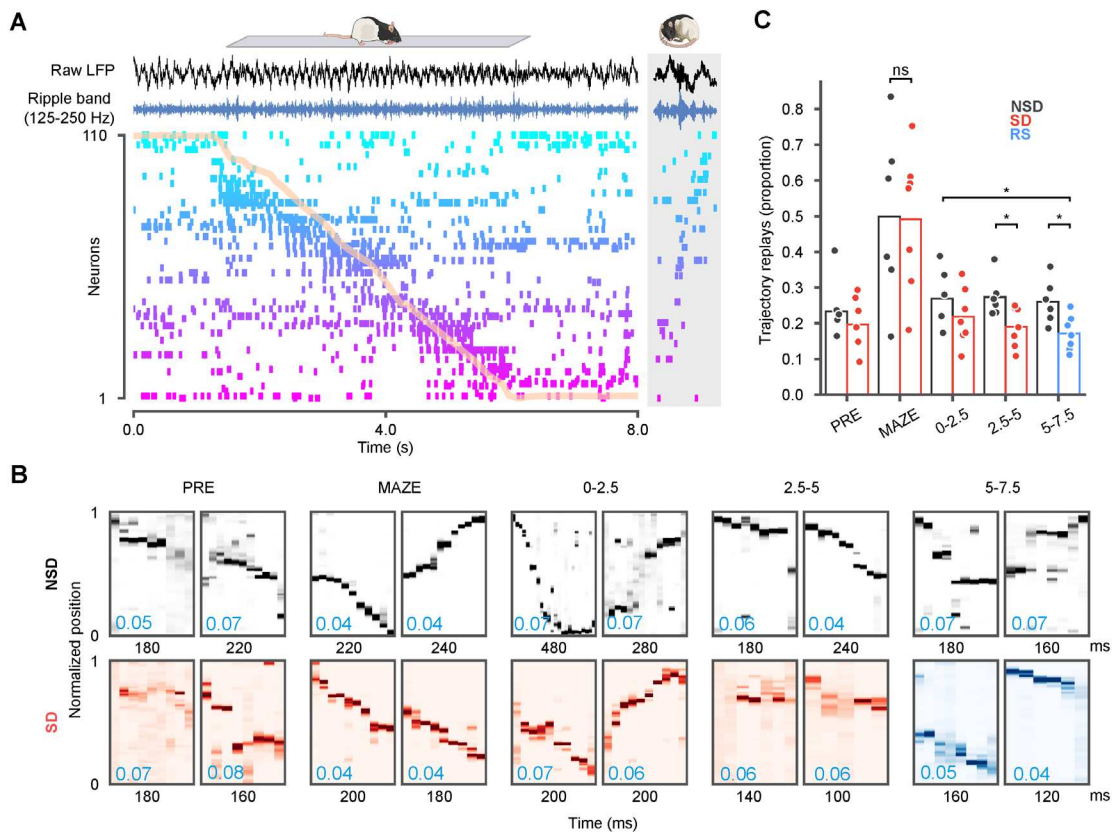 A
Raw LFP
Ripple band
(125-250 Hz)
110
Neurons
1
0.0
4.0
8.0
Time (s)
C
ns
NSD
SD
RS
*
*
*
Trajectory replays (proportion)
0.8
0.7
0.6
0.5
0.4
0.3
0.2
0.1
0.0
PRE
MAZE
0-2.5
2.5-5
5-7.5
B
PRE
MAZE
0-2.5
2.5-5
5-7.5
Normalized position
NSD
1
0
0.05
0.07
0.04
0.04
0.07
0.07
0.06
0.04
0.07
0.07
180
220
220
240
480
280
180
240
180
160
ms
SD
1
0
0.07
0.08
0.04
0.04
0.07
0.06
0.06
0.06
0.05
0.04
180
160
200
180
200
200
140
100
160
120
ms
Time (ms)